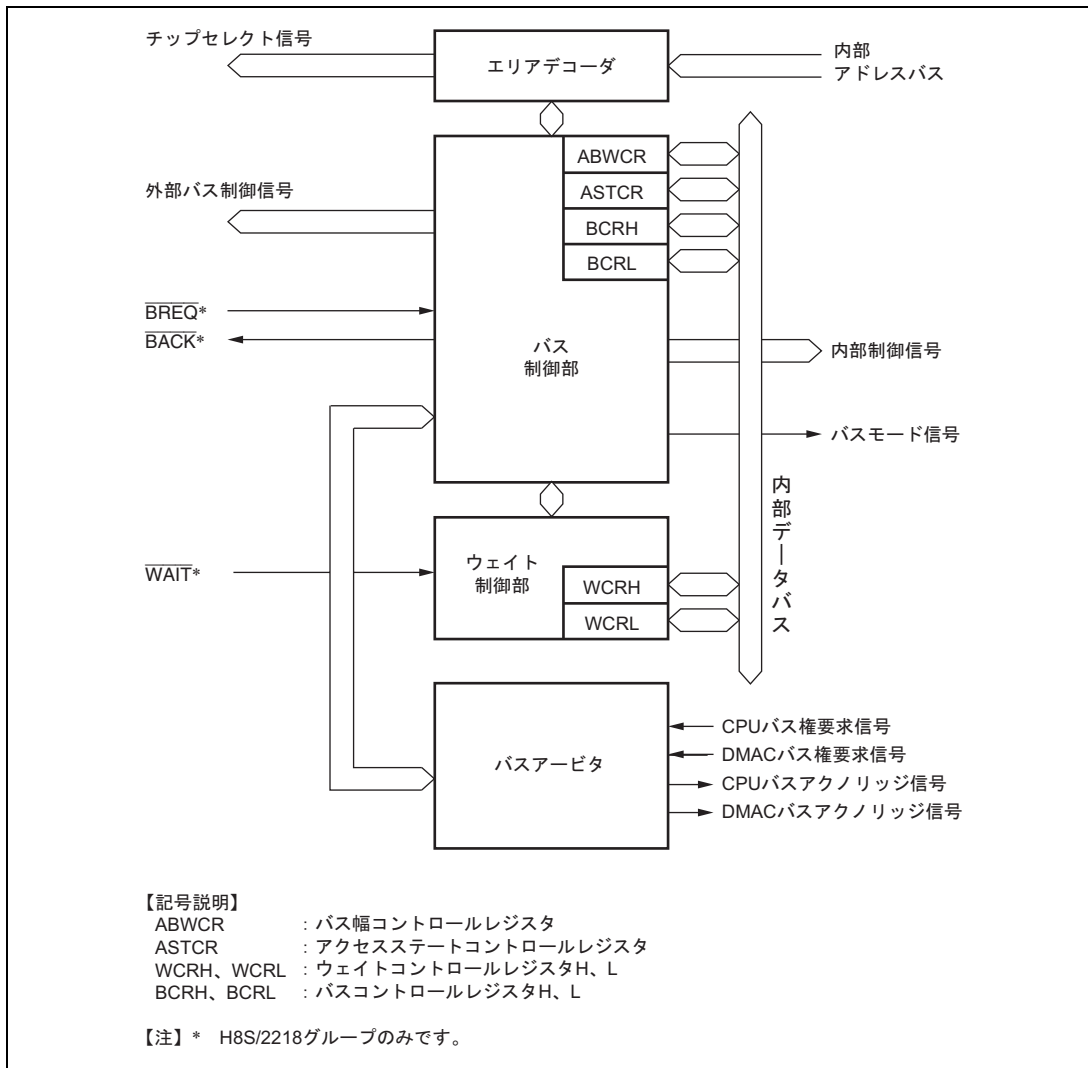 チップセレクト信号
エリアデコーダ
内部
アドレスバス
ABWCR
ASTCR
BCRH
BCRL
外部バス制御信号
BREQ*
BACK*
バス
制御部
内部制御信号
バスモード信号
内部データバス
WAIT*
ウェイト
制御部
WCRH
WCRL
バスアービタ
CPUバス権要求信号
DMACバス権要求信号
CPUバスアクノリッジ信号
DMACバスアクノリッジ信号
【記号説明】
ABWCR : バス幅コントロールレジスタ
ASTCR : アクセスステートコントロールレジスタ
WCRH、WCRL : ウェイトコントロールレジスタH、L
BCRH、BCRL : バスコントロールレジスタH、L
【注】* H8S/2218グループのみです。